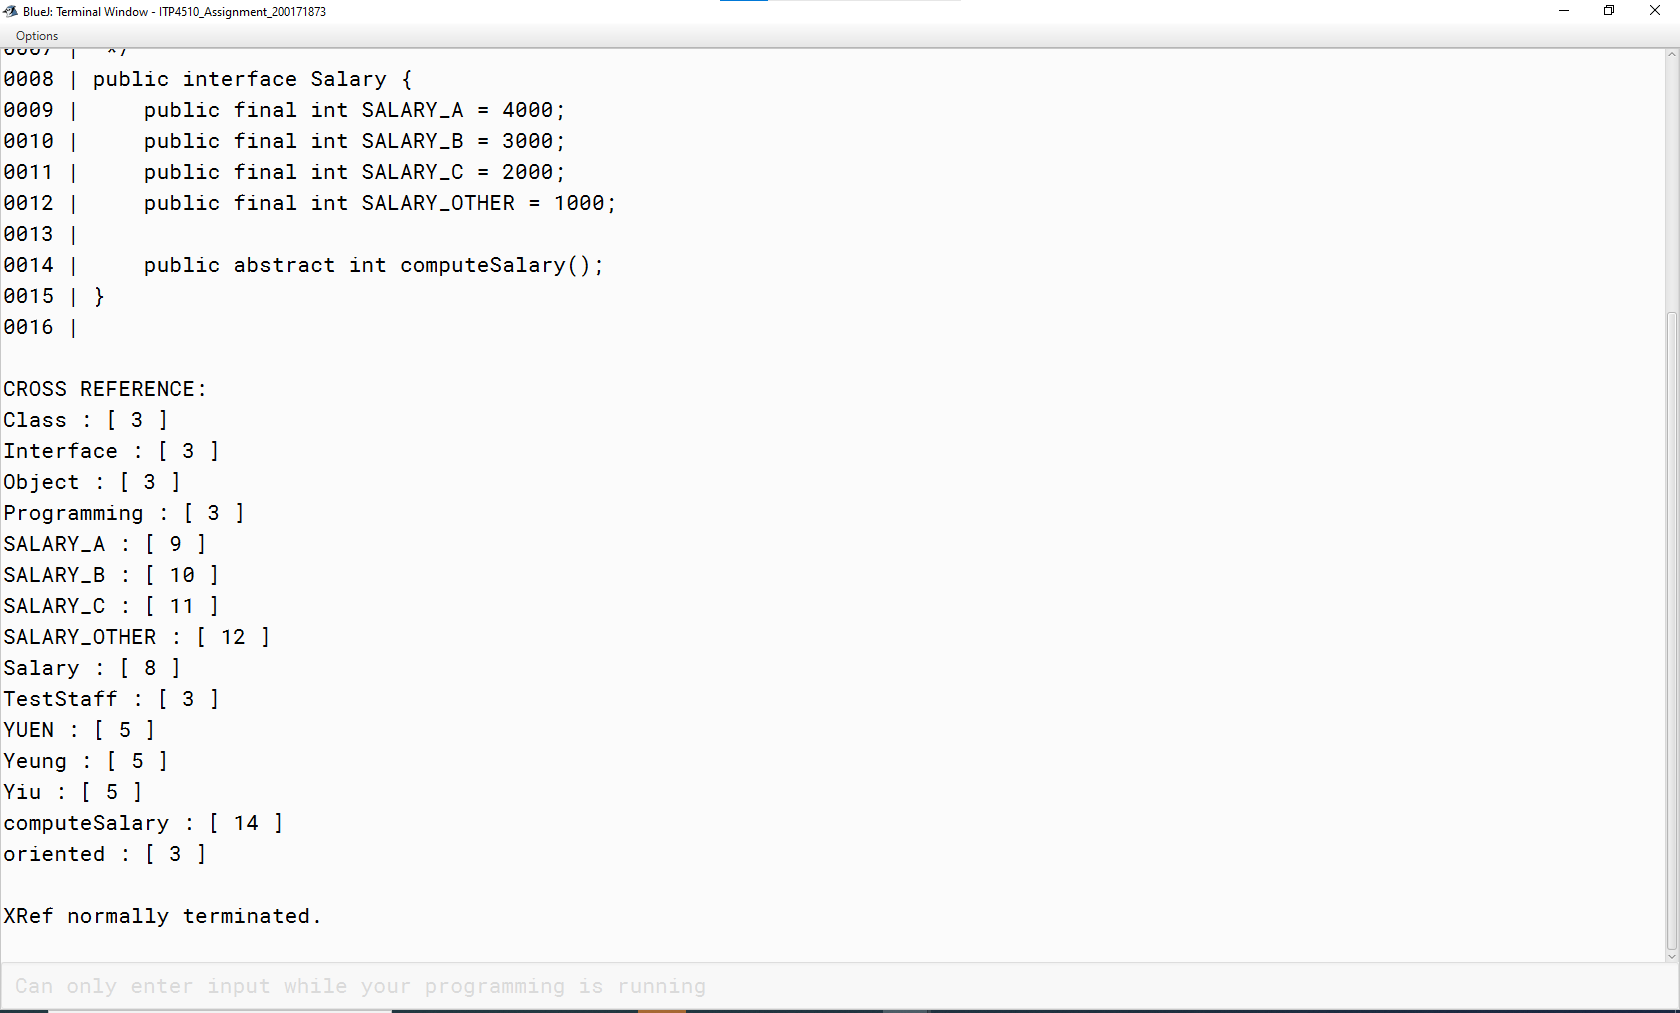 BlueJ: Terminal Window - ITP4510_Assignment_200171873
Options
0007 |  */
0008 | public interface Salary {
0009 |     public final int SALARY_A = 4000;
0010 |     public final int SALARY_B = 3000;
0011 |     public final int SALARY_C = 2000;
0012 |     public final int SALARY_OTHER = 1000;
0013 |
0014 |     public abstract int computeSalary();
0015 | }
0016 |
CROSS REFERENCE:
Class : [ 3 ]
Interface : [ 3 ]
Object : [ 3 ]
Programming : [ 3 ]
SALARY_A : [ 9 ]
SALARY_B : [ 10 ]
SALARY_C : [ 11 ]
SALARY_OTHER : [ 12 ]
Salary : [ 8 ]
TestStaff : [ 3 ]
YUEN : [ 5 ]
Yeung : [ 5 ]
Yiu : [ 5 ]
computeSalary : [ 14 ]
oriented : [ 3 ]
XRef normally terminated.
Can only enter input while your programming is running